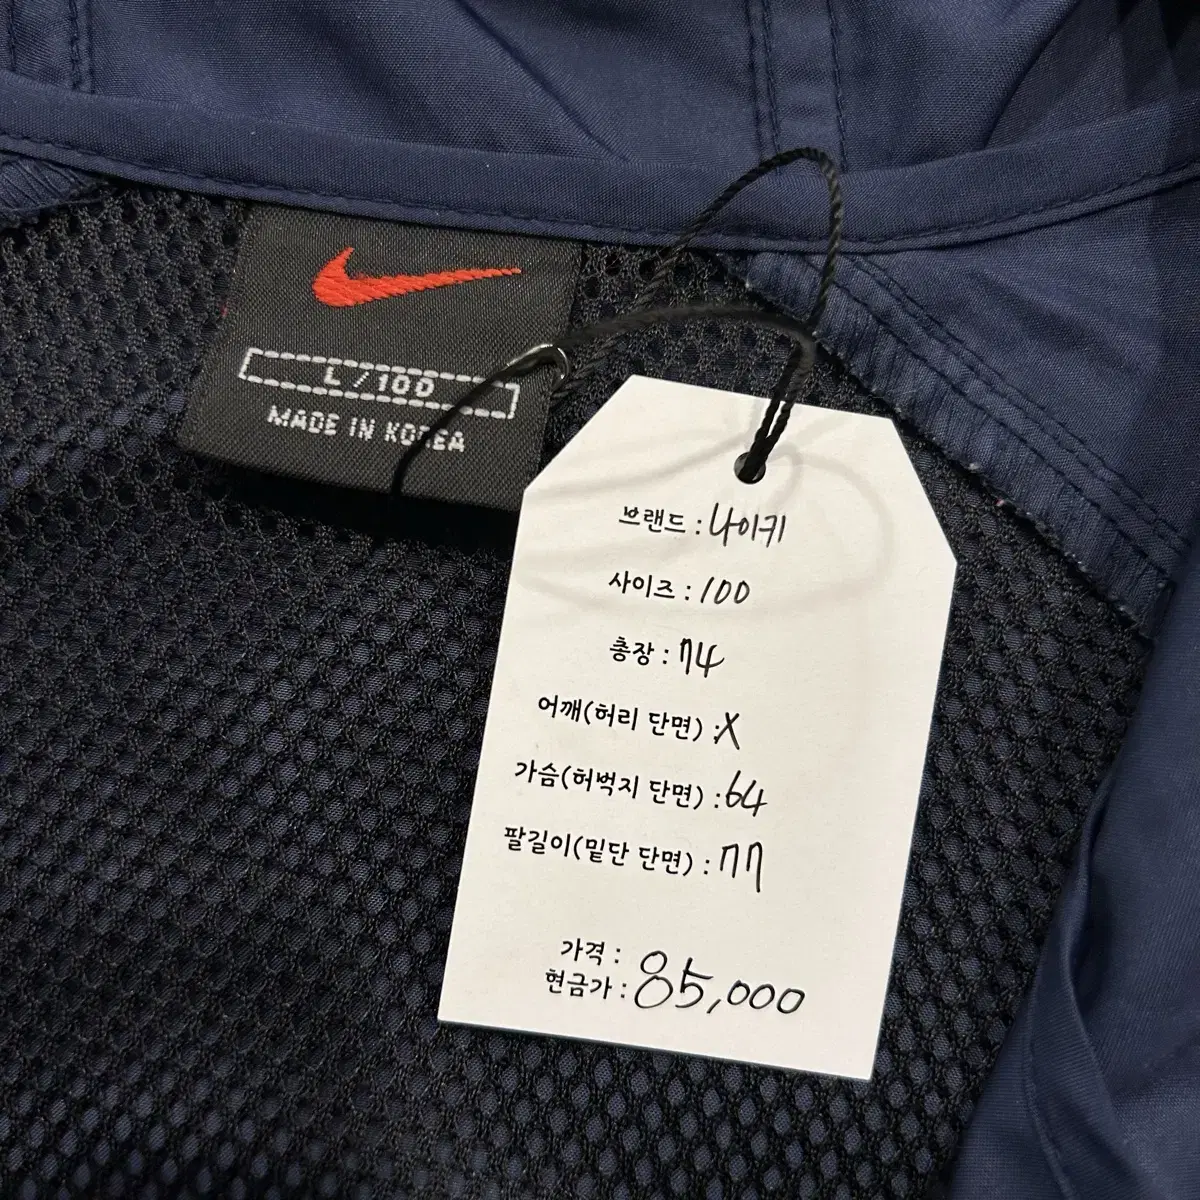 L / 100
MADE IN KOREA
브랜드 : 나이키
사이즈 : 100
총장 : 74
어깨(허리 단면) : X
가슴(허벅지 단면) : 64
팔길이(밑단 단면) : 77
가격 :
현금가 : 85,000